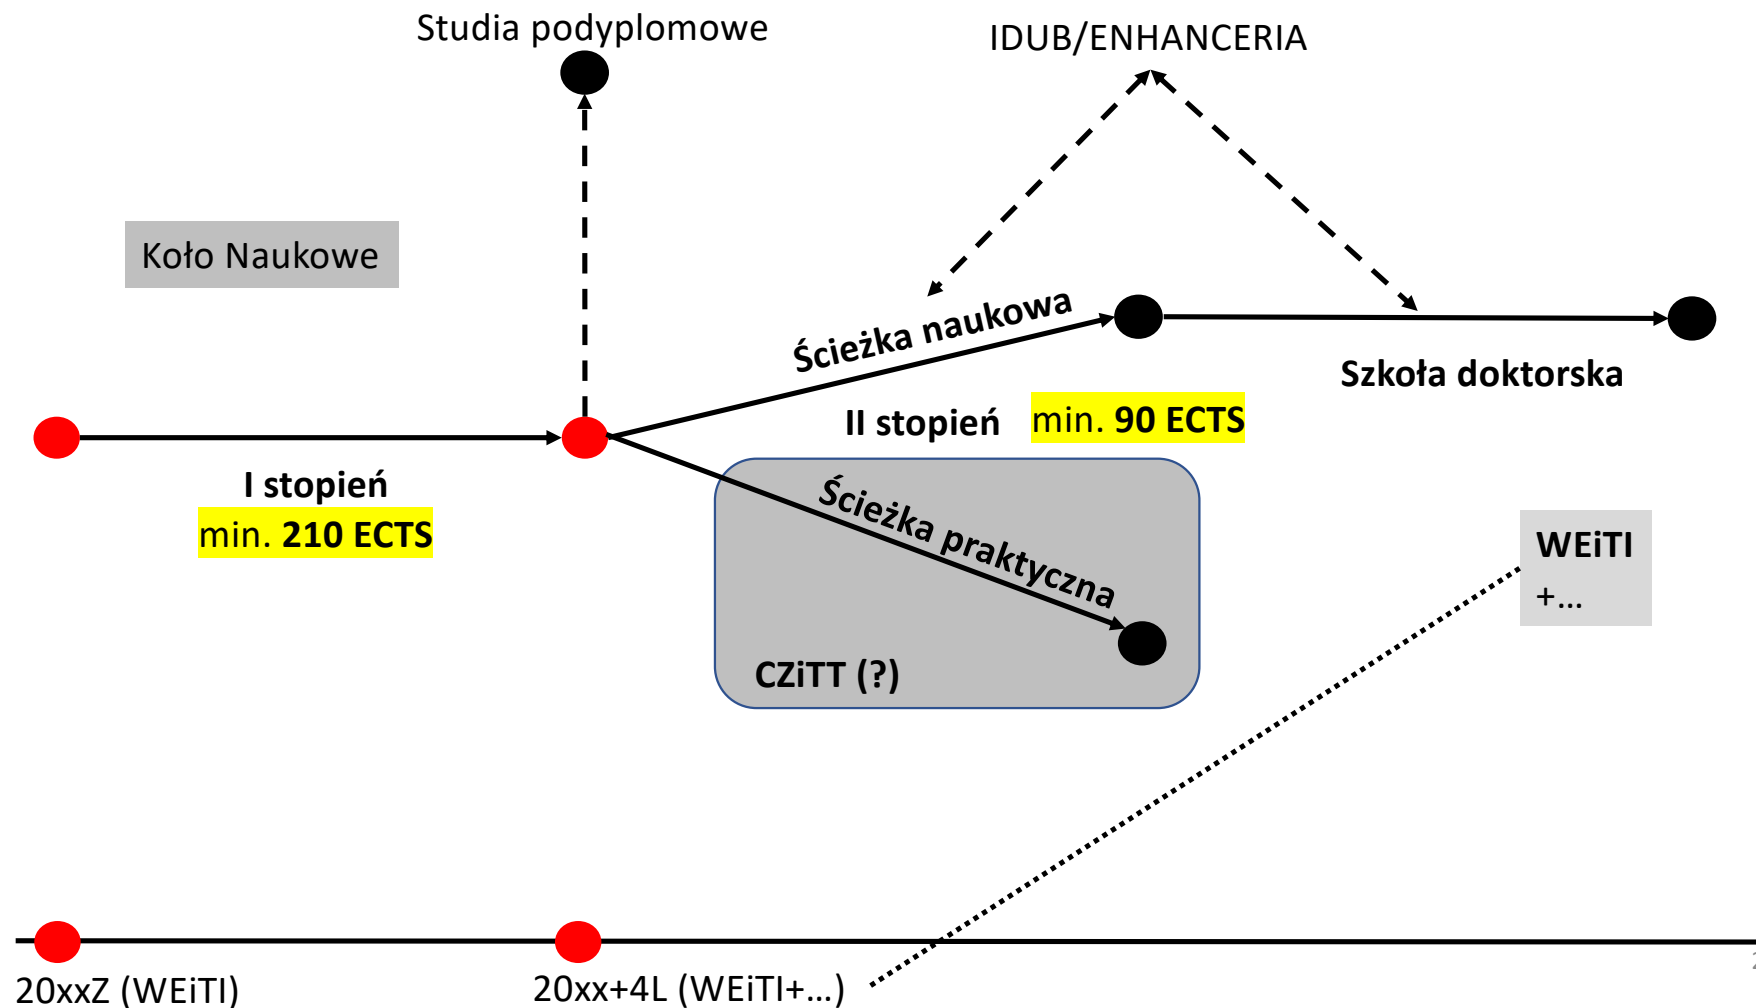 Studia podyplomowe
IDUB/ENHANCERIA
Koło Naukowe
Ścieżka naukowa
Szkoła doktorska
II stopień min. 90 ECTS
I stopień
min. 210 ECTS
Ścieżka praktyczna
CZiTT (?)
WEiTI
+...
20xxZ (WEiTI)
20xx+4L (WEiTI+...)
2